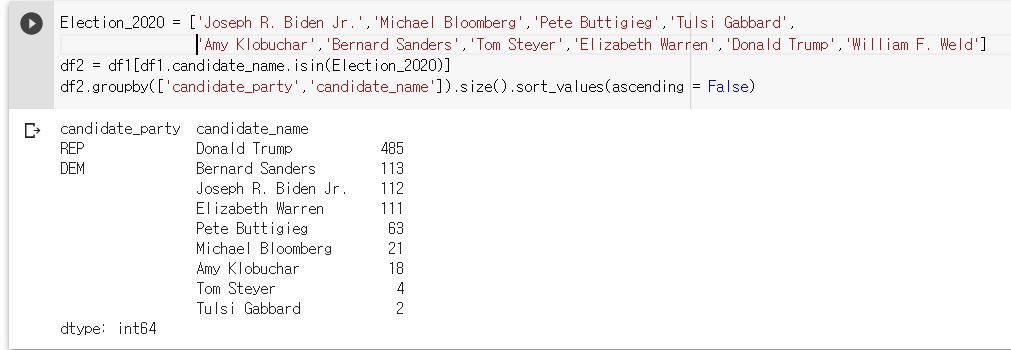 Election_2020 = ['Joseph R. Biden Jr.','Michael Bloomberg','Pete Buttigieg','Tulsi Gabbard',
'Amy Klobuchar','Bernard Sanders','Tom Steyer','Elizabeth Warren','Donald Trump','William F. Weld']
df2 = df1[df1.candidate_name.isin(Election_2020)]
df2.groupby(['candidate_party','candidate_name']).size().sort_values(ascending = False)
candidate_party candidate_name
REP Donald Trump 485
DEM Bernard Sanders 113
Joseph R. Biden Jr. 112
Elizabeth Warren 111
Pete Buttigieg 63
Michael Bloomberg 21
Amy Klobuchar 18
Tom Steyer 4
Tulsi Gabbard 2
dtype: int64